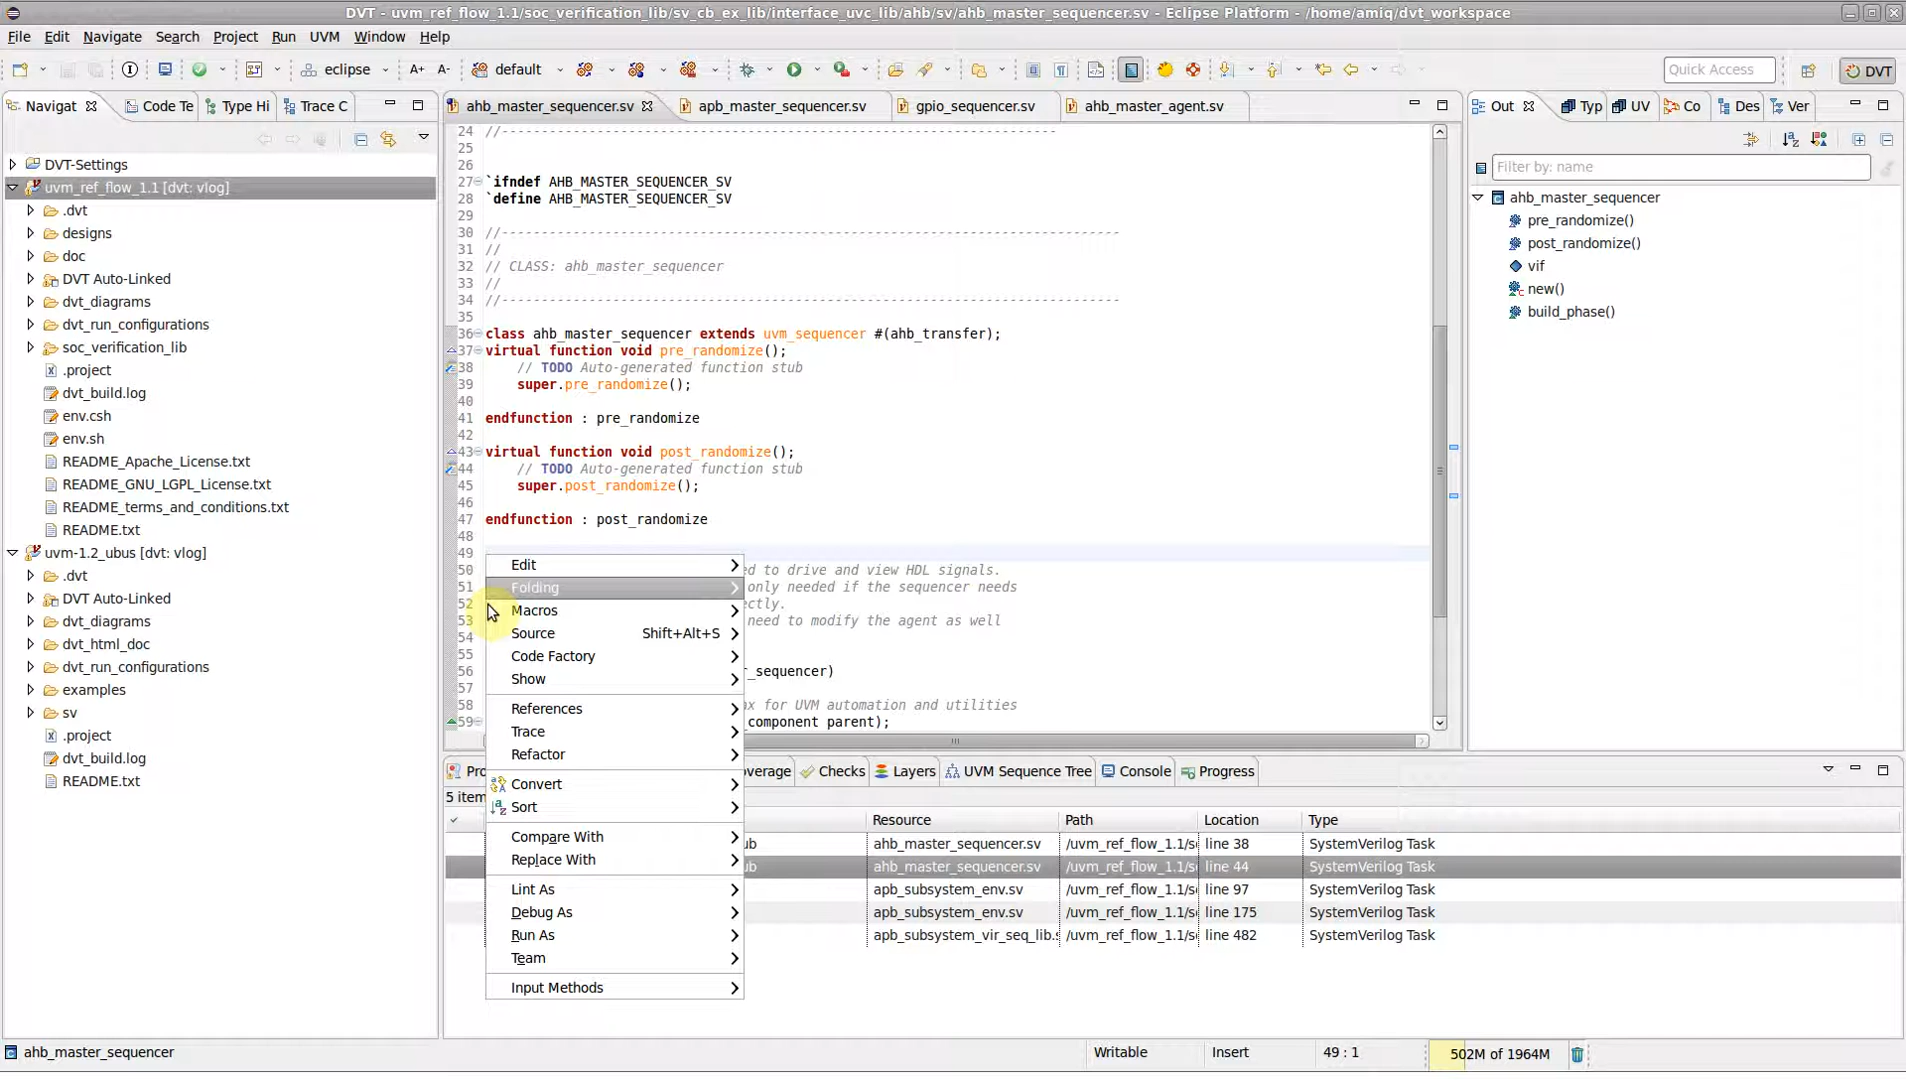 DVT - uvm_ref_flow_1.1/soc_verification_lib/sv_cb_ex_lib/interface_uvc_lib/ahb/sv/ahb_master_sequencer.sv - Eclipse Platform - /home/amiq/dvt_workspace
File Edit Navigate Search Project Run UVM Window Help
eclipse A+ A- default Quick Access DVT
Navigat Code Te Type Hi Trace C
DVT-Settings
uvm_ref_flow_1.1 [dvt: vlog]
.dvt
designs
doc
DVT Auto-Linked
dvt_diagrams
dvt_run_configurations
soc_verification_lib
.project
dvt_build.log
env.csh
env.sh
README_Apache_License.txt
README_GNU_LGPL_License.txt
README_terms_and_conditions.txt
README.txt
uvm-1.2_ubus [dvt: vlog]
.dvt
DVT Auto-Linked
dvt_diagrams
dvt_html_doc
dvt_run_configurations
examples
sv
.project
dvt_build.log
README.txt
ahb_master_sequencer.sv apb_master_sequencer.sv gpio_sequencer.sv ahb_master_agent.sv
24 //----------------------------------------------------------------------
25
26
27 `ifndef AHB_MASTER_SEQUENCER_SV
28 `define AHB_MASTER_SEQUENCER_SV
29
30 //------------------------------------------------------------------------------
31 //
32 // CLASS: ahb_master_sequencer
33 //
34 //------------------------------------------------------------------------------
35
36 class ahb_master_sequencer extends uvm_sequencer #(ahb_transfer);
37 virtual function void pre_randomize();
38 // TODO Auto-generated function stub
39 super.pre_randomize();
40
41 endfunction : pre_randomize
42
43 virtual function void post_randomize();
44 // TODO Auto-generated function stub
45 super.post_randomize();
46
47 endfunction : post_randomize
48
49
50 ed to drive and view HDL signals.
51 only needed if the sequencer needs
52 ectly.
53 need to modify the agent as well
54
55
56 r_sequencer)
57
58 ax for UVM automation and utilities
59 component parent);
Edit
Folding
Macros
Source Shift+Alt+S
Code Factory
Show
References
Trace
Refactor
Convert
Sort
Compare With
Replace With
Lint As
Debug As
Run As
Team
Input Methods
Out Typ UV Co Des Ver
Filter by: name
ahb_master_sequencer
pre_randomize()
post_randomize()
vif
new()
build_phase()
Pro overage Checks Layers UVM Sequence Tree Console Progress
5 item
Resource Path Location Type
ub ahb_master_sequencer.sv /uvm_ref_flow_1.1/s line 38 SystemVerilog Task
ub ahb_master_sequencer.sv /uvm_ref_flow_1.1/s line 44 SystemVerilog Task
apb_subsystem_env.sv /uvm_ref_flow_1.1/s line 97 SystemVerilog Task
apb_subsystem_env.sv /uvm_ref_flow_1.1/s line 175 SystemVerilog Task
apb_subsystem_vir_seq_lib.s /uvm_ref_flow_1.1/s line 482 SystemVerilog Task
ahb_master_sequencer Writable Insert 49 : 1 502M of 1964M